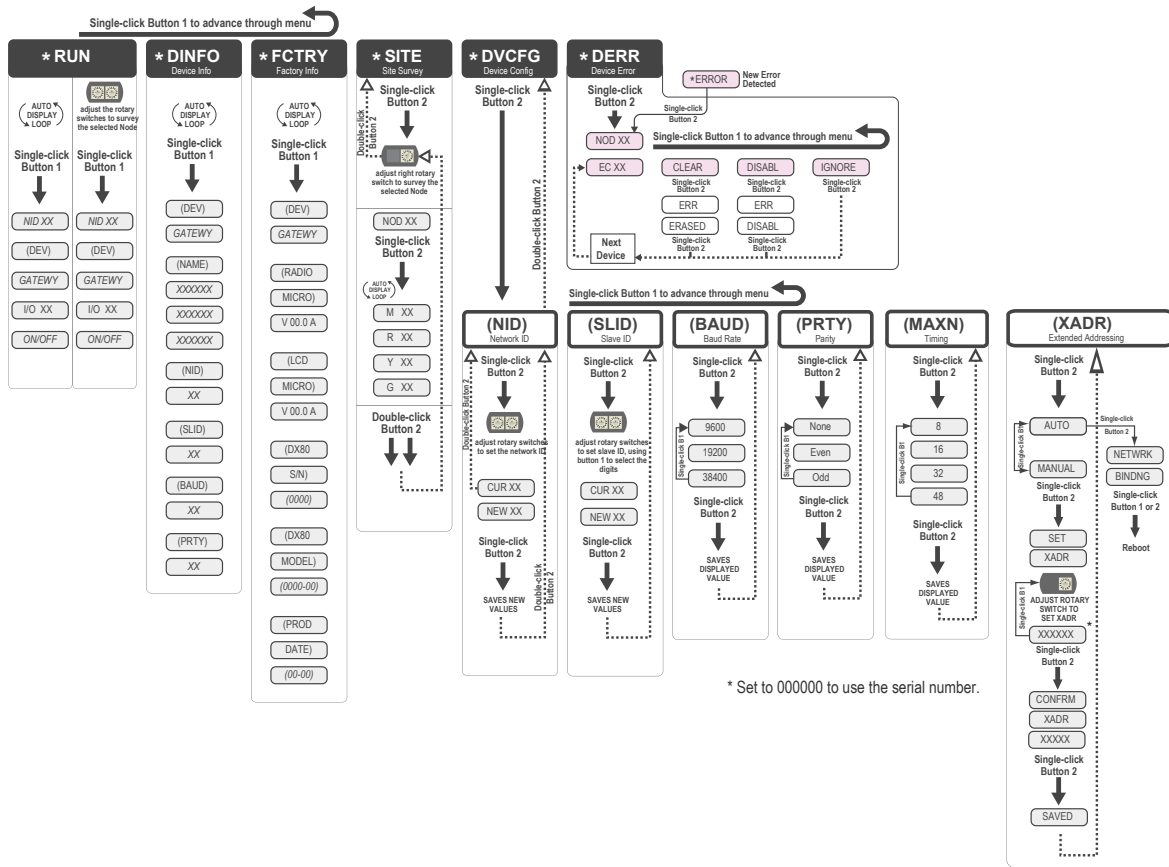 Single-click Button 1 to advance through menu
* RUN
AUTO
DISPLAY
LOOP
Single-click
Button 1
NID XX
(DEV)
GATEWY
I/O XX
ON/OFF
adjust the rotary
switches to survey
the selected Node
Single-click
Button 1
NID XX
(DEV)
GATEWY
I/O XX
ON/OFF
* DINFO
Device Info
AUTO
DISPLAY
LOOP
Single-click
Button 1
(DEV)
GATEWY
(NAME)
XXXXXX
XXXXXX
XXXXXX
(NID)
XX
(SLID)
XX
(BAUD)
XX
(PRTY)
XX
* FCTRY
Factory Info
AUTO
DISPLAY
LOOP
Single-click
Button 1
(DEV)
GATEWY
(RADIO
MICRO)
V 00.0 A
(LCD
MICRO)
V 00.0 A
(DX80
S/N)
(0000)
(DX80
MODEL)
(0000-00)
(PROD
DATE)
(00-00)
* SITE
Site Survey
Single-click
Button 2
Double-click
Button 2
adjust right rotary
switch to survey the
selected Node
NOD XX
Single-click
Button 2
AUTO
DISPLAY
LOOP
M XX
R XX
Y XX
G XX
Double-click
Button 2
* DVCFG
Device Config
Single-click
Button 2
Double-click Button 2
* DERR
Device Error
Single-click
Button 2
*ERROR
New Error
Detected
Single-click
Button 2
NOD XX
Single-click Button 1 to advance through menu
EC XX
CLEAR
Single-click
Button 2
ERR
ERASED
Single-click
Button 2
DISABL
Single-click
Button 2
ERR
DISABL
Single-click
Button 2
IGNORE
Single-click
Button 2
Next
Device
Single-click Button 1 to advance through menu
(NID)
Network ID
Single-click
Button 2
Double-click Button 2
adjust rotary switches
to set the network ID
CUR XX
NEW XX
Single-click
Button 2
SAVES NEW
VALUES
Double-click
Button 2
(SLID)
Slave ID
Single-click
Button 2
adjust rotary switches
to set slave ID, using
button 1 to select the
digits
CUR XX
NEW XX
Single-click
Button 2
SAVES NEW
VALUES
(BAUD)
Baud Rate
Single-click
Button 2
Single-click B1
9600
19200
38400
Single-click
Button 2
SAVES
DISPLAYED
VALUE
(PRTY)
Parity
Single-click
Button 2
Single-click B1
None
Even
Odd
Single-click
Button 2
SAVES
DISPLAYED
VALUE
(MAXN)
Timing
Single-click
Button 2
Single-click B1
8
16
32
48
Single-click
Button 2
SAVES
DISPLAYED
VALUE
(XADR)
Extended Addressing
Single-click
Button 2
Single-click B1
AUTO
Single-click
Button 2
NETWRK
BINDNG
Single-click
Button 1 or 2
Reboot
MANUAL
Single-click
Button 2
SET
XADR
Single-click B1
ADJUST ROTARY
SWITCH TO
SET XADR
XXXXXX *
Single-click
Button 2
CONFRM
XADR
XXXXX
Single-click
Button 2
SAVED
* Set to 000000 to use the serial number.